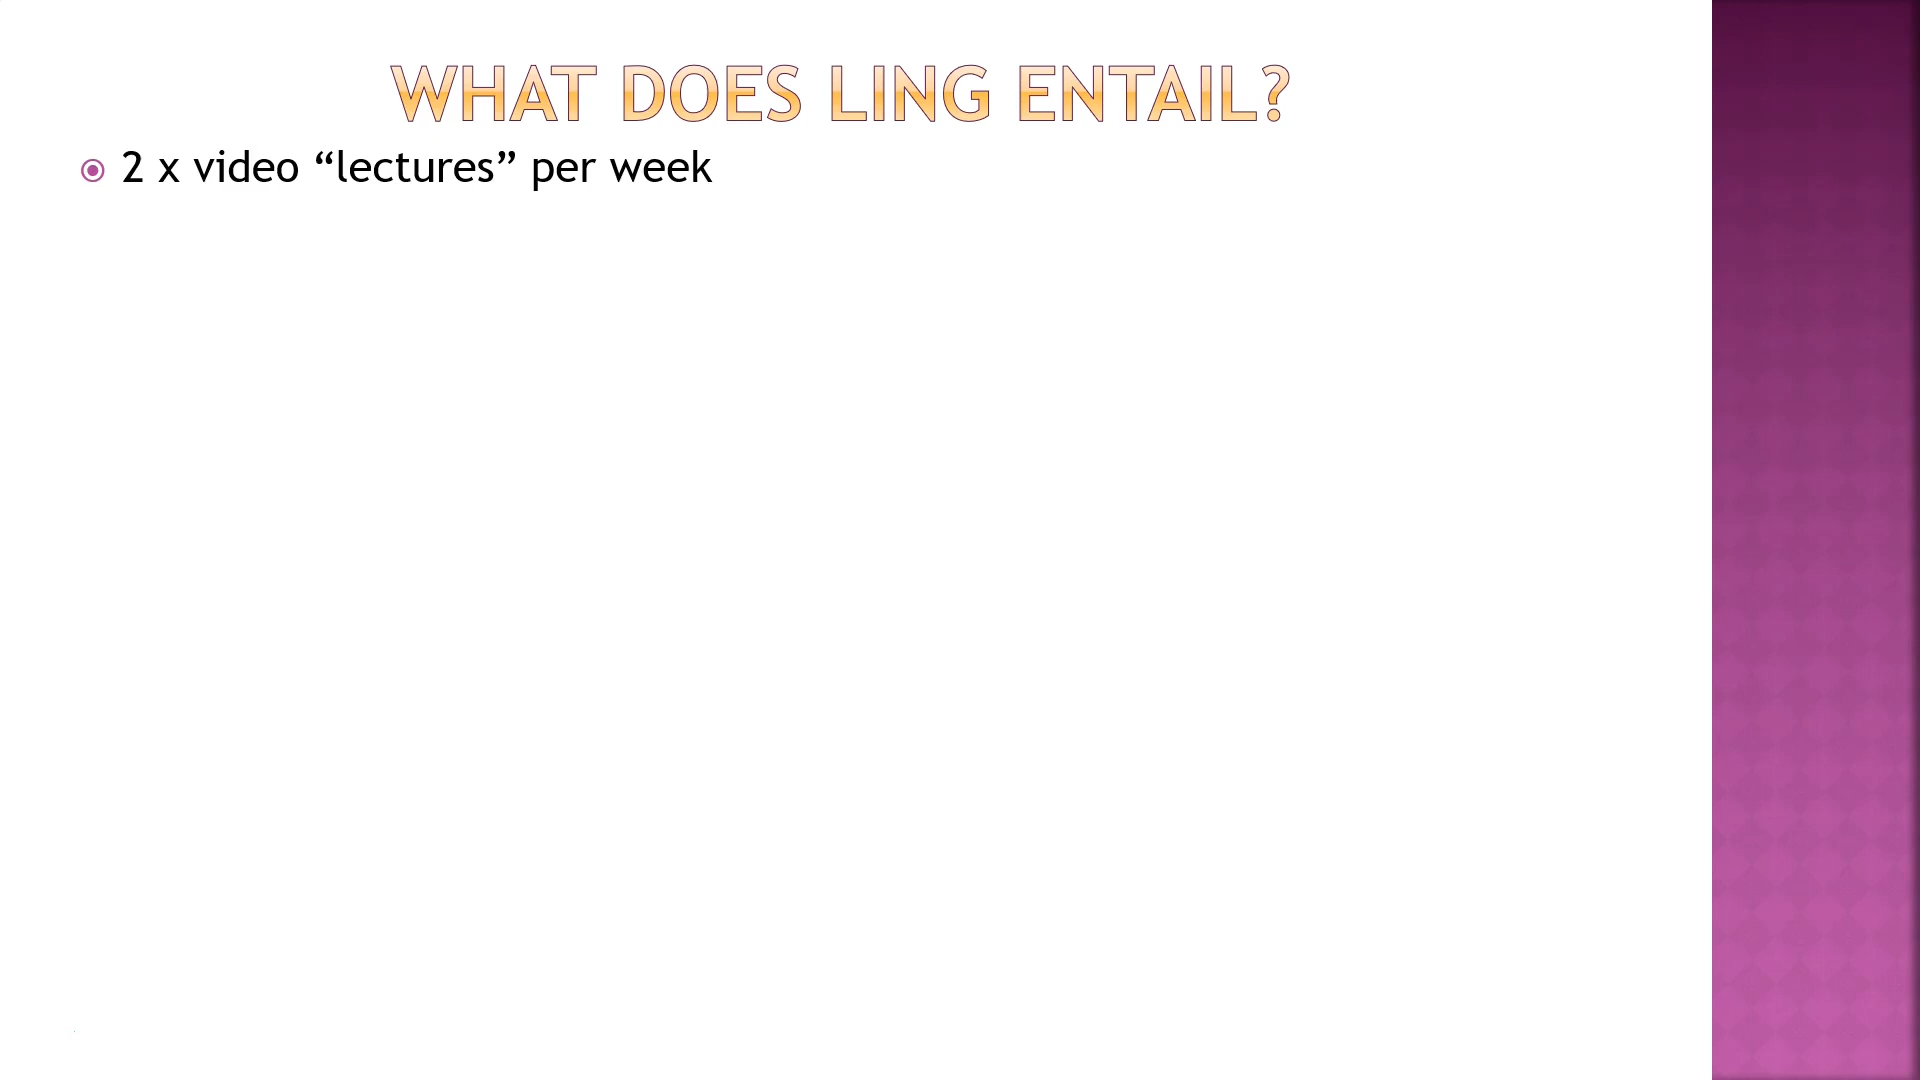 WHAT DOES LING ENTAIL?
2 x video “lectures” per week